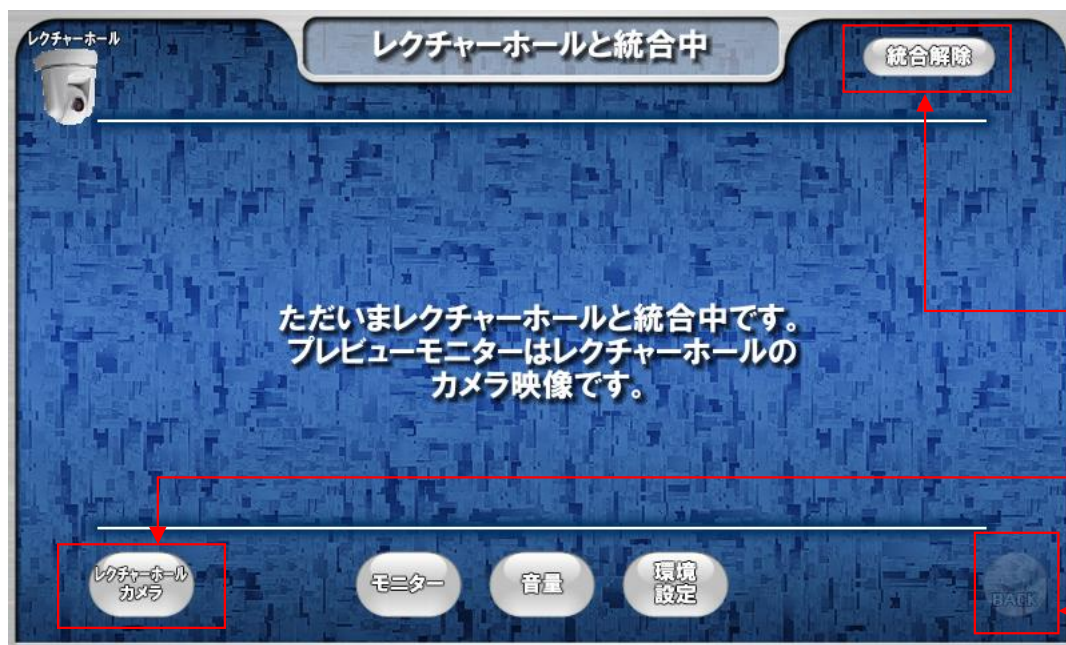 レクチャーホール
レクチャーホールと統合中
統合解除
ただいまレクチャーホールと統合中です。
プレビューモニターはレクチャーホールの
カメラ映像です。
レクチャーホール
カメラ
モニター
音量
環境
設定
BACK